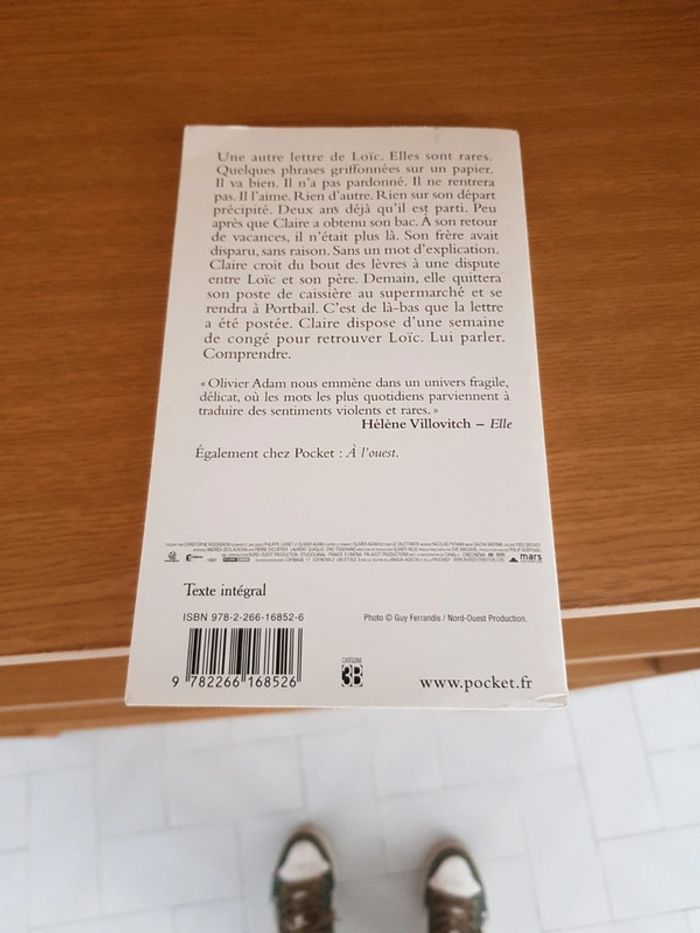 Une autre lettre de Loïc. Elles sont rares.
Quelques phrases griffonnées sur un papier.
Il va bien. Il n'a pas pardonné. Il ne rentrera
pas. Il l'aime. Rien d'autre. Rien sur son départ
précipité. Deux ans déjà qu'il est parti. Peu
après que Claire a obtenu son bac. À son retour
de vacances, il n'était plus là. Son frère avait
disparu, sans raison. Sans un mot d'explication.
Claire croit du bout des lèvres à une dispute
entre Loïc et son père. Demain, elle quittera
son poste de caissière au supermarché et se
rendra à Portbail. C'est de là-bas que la lettre
a été postée. Claire dispose d'une semaine
de congé pour retrouver Loïc. Lui parler.
Comprendre.
« Olivier Adam nous emmène dans un univers fragile,
délicat, où les mots les plus quotidiens parviennent à
traduire des sentiments violents et rares. »
Hélène Villovitch – Elle
Également chez Pocket : À l'ouest.
mars
Texte intégral
ISBN 978-2-266-16852-6
Photo © Guy Ferrandis / Nord-Ouest Production.
9 782266 168526
CATÉGORIE
3B
www.pocket.fr